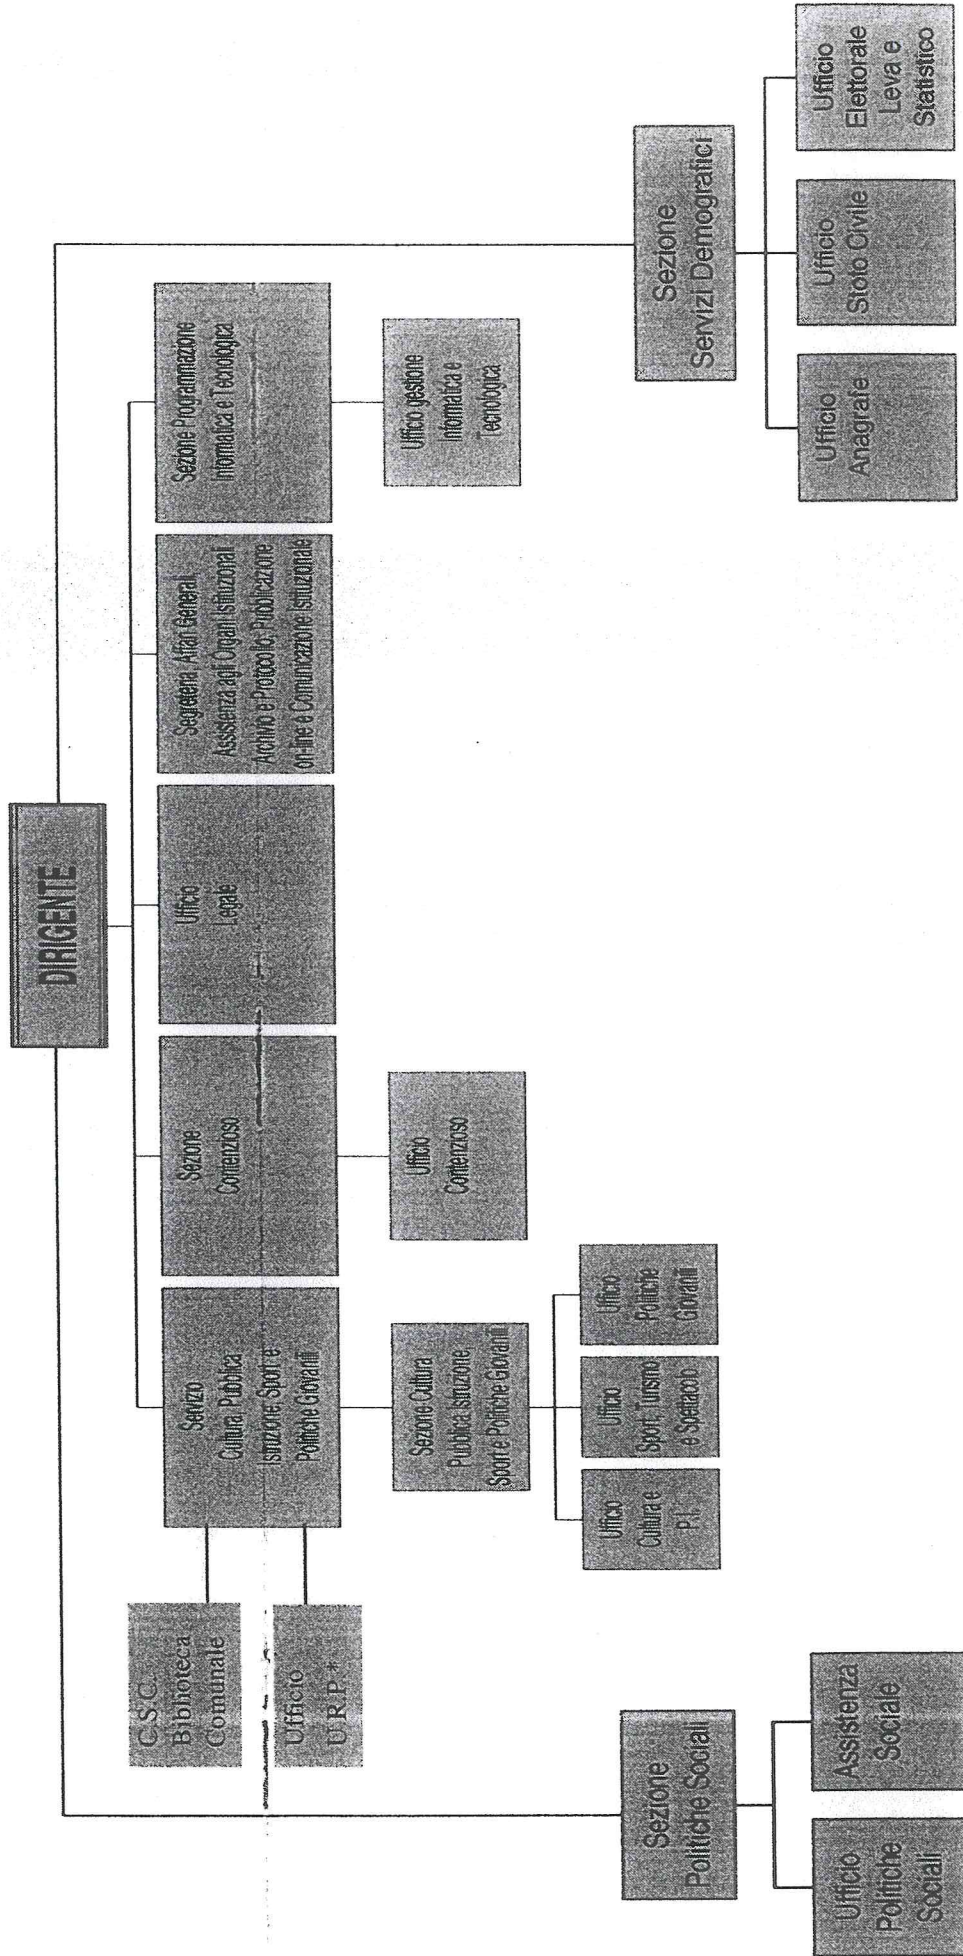 DIRIGENTE
C.S.C.
Biblioteca
Comunale
Ufficio
U.R.P.*
Servizio
Cultura, Pubblica
Istruzione, Sport e
Politiche Giovanili
Sezione
Contenzioso
Ufficio
Legale
Segreteria, Affari Generali,
Assistenza agli Organi Istituzionali
Archivio e Protocollo, Pubblicazione
on-line e Comunicazione Istituzionale
Sezione Programmazione
Informatica e Tecnologica
Sezione Cultura
Pubblica Istruzione,
Sport e Politiche Giovanili
Ufficio
Contenzioso
Ufficio gestione
Informatica e
Tecnologica
Ufficio
Cultura e
P.I.
Ufficio
Sport, Turismo
e Spettacolo
Ufficio
Politiche
Giovanili
Sezione
Politiche Sociali
Ufficio
Politiche
Sociali
Assistenza
Sociale
Sezione
Servizi Demografici
Ufficio
Anagrafe
Ufficio
Stato Civile
Ufficio
Elettorale
Leva e
Statistico